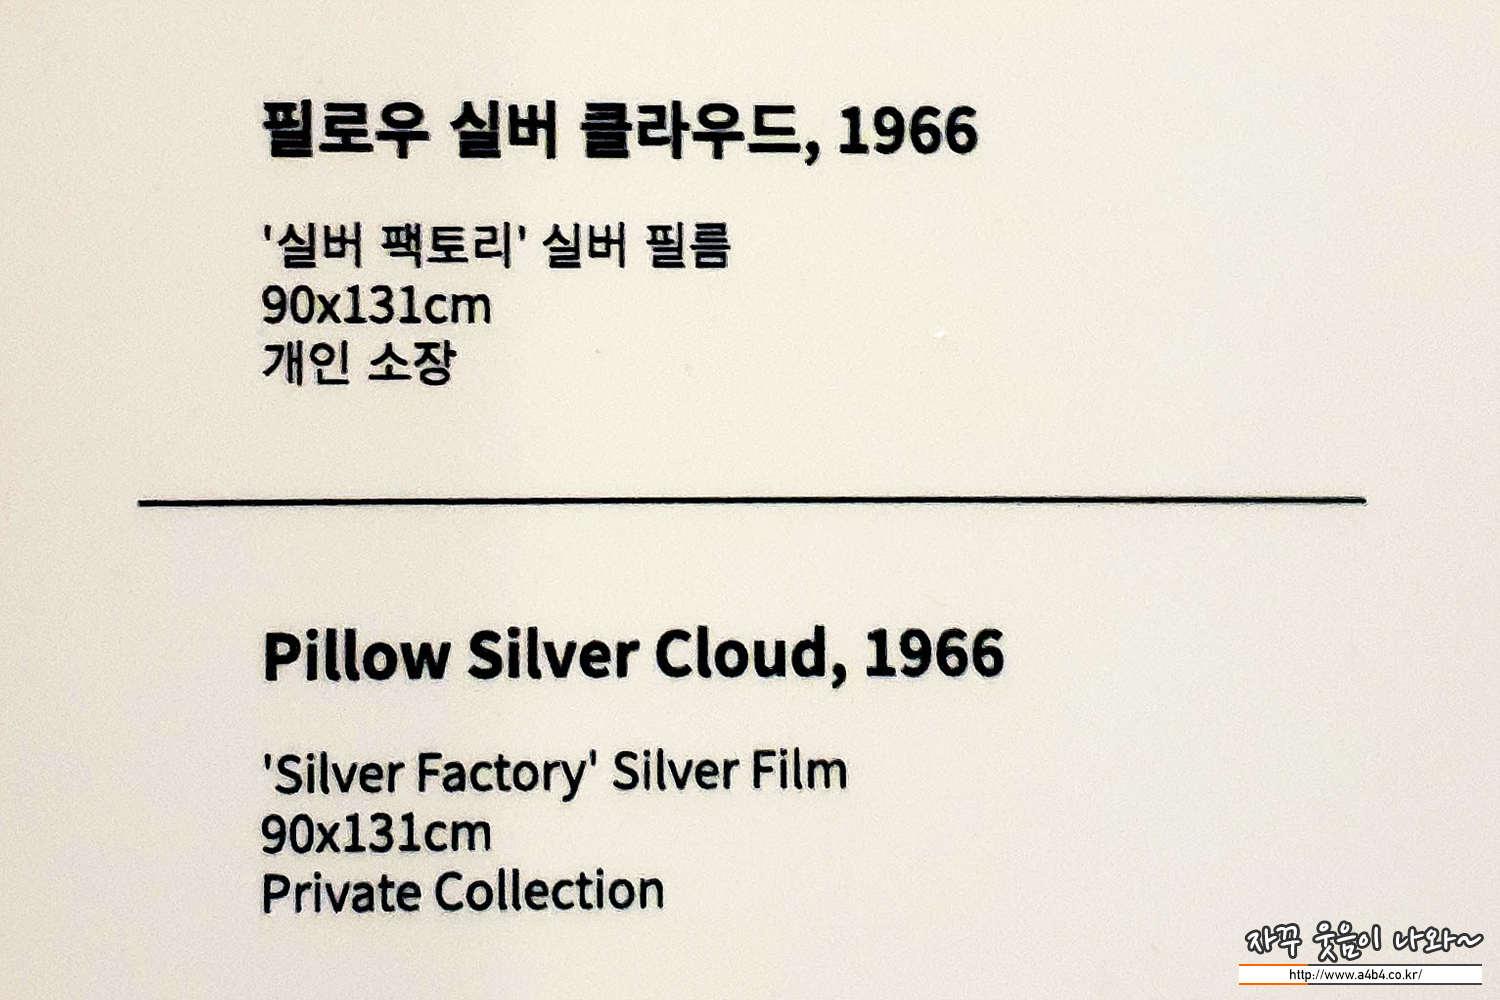 필로우 실버 클라우드, 1966
'실버 팩토리' 실버 필름
90x131cm
개인 소장
Pillow Silver Cloud, 1966
'Silver Factory' Silver Film
90x131cm
Private Collection
자꾸 웃음이 나와~
http://www.a4b4.co.kr/